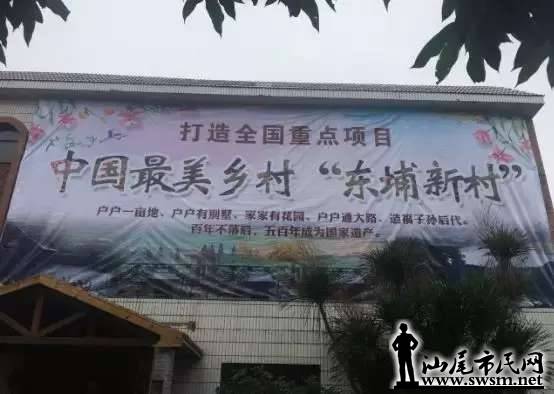 打造全国重点项目
中国最美乡村“东埔新村”
户户一亩地、户户有别墅、家家有花园、户户通大路、造祸子孙后代。
百年不落后，五百年成为国家遗产。
汕尾市民网
www.swsm.net